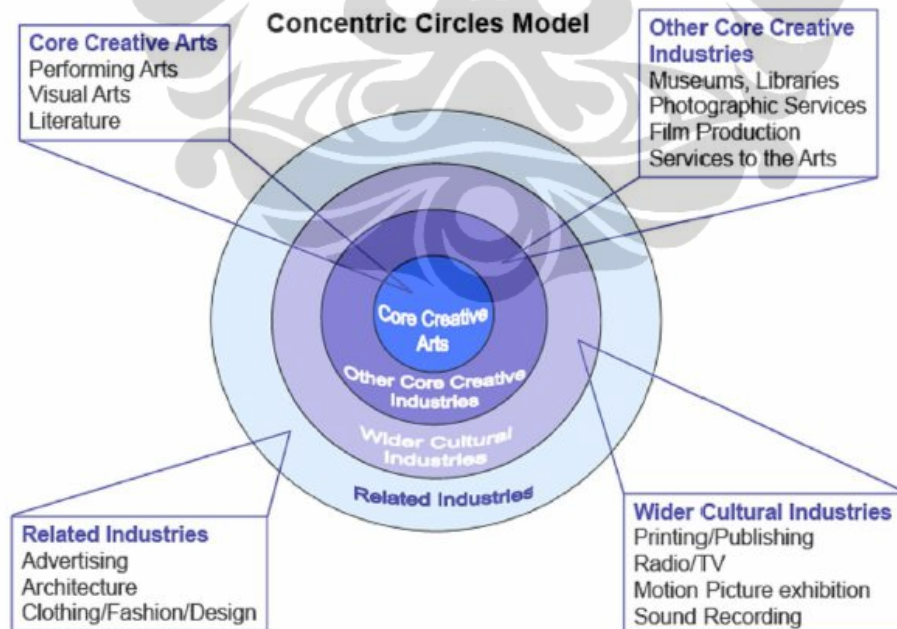 Concentric Circles Model
Core Creative Arts
Performing Arts
Visual Arts
Literature
Other Core Creative
Industries
Museums, Libraries
Photographic Services
Film Production
Services to the Arts
Core Creative
Arts
Other Core Creative
Industries
Wider Cultural
Industries
Related Industries
Related Industries
Advertising
Architecture
Clothing/Fashion/Design
Wider Cultural Industries
Printing/Publishing
Radio/TV
Motion Picture exhibition
Sound Recording